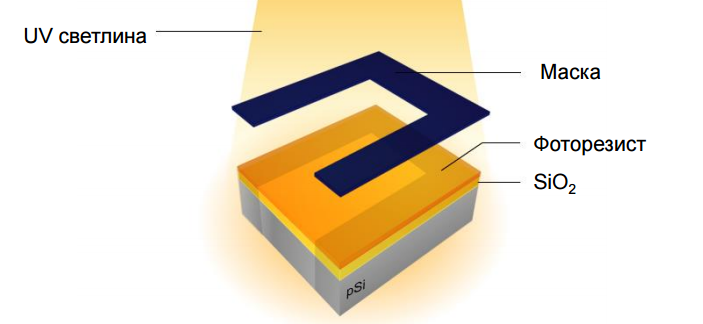 UV светлина
Маска
Фоторезист
SiO₂
pSi